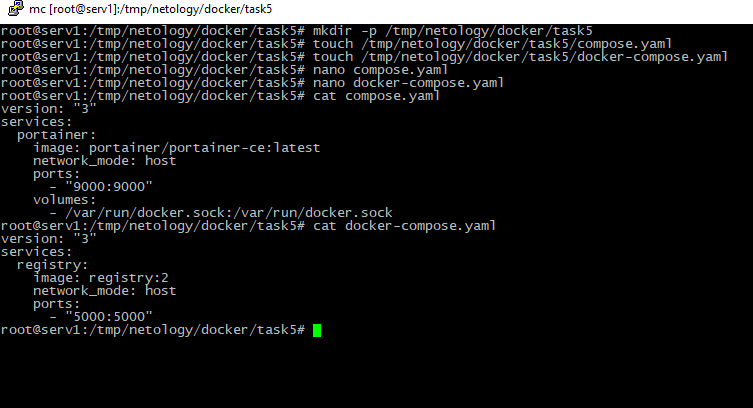 mc [root@serv1]:/tmp/netology/docker/task5
root@serv1:/tmp/netology/docker/task5# mkdir -p /tmp/netology/docker/task5
root@serv1:/tmp/netology/docker/task5# touch /tmp/netology/docker/task5/compose.yaml
root@serv1:/tmp/netology/docker/task5# touch /tmp/netology/docker/task5/docker-compose.yaml
root@serv1:/tmp/netology/docker/task5# nano compose.yaml
root@serv1:/tmp/netology/docker/task5# nano docker-compose.yaml
root@serv1:/tmp/netology/docker/task5# cat compose.yaml
version: "3"
services:
  portainer:
    image: portainer/portainer-ce:latest
    network_mode: host
    ports:
      - "9000:9000"
    volumes:
      - /var/run/docker.sock:/var/run/docker.sock
root@serv1:/tmp/netology/docker/task5# cat docker-compose.yaml
version: "3"
services:
  registry:
    image: registry:2
    network_mode: host
    ports:
      - "5000:5000"
root@serv1:/tmp/netology/docker/task5#